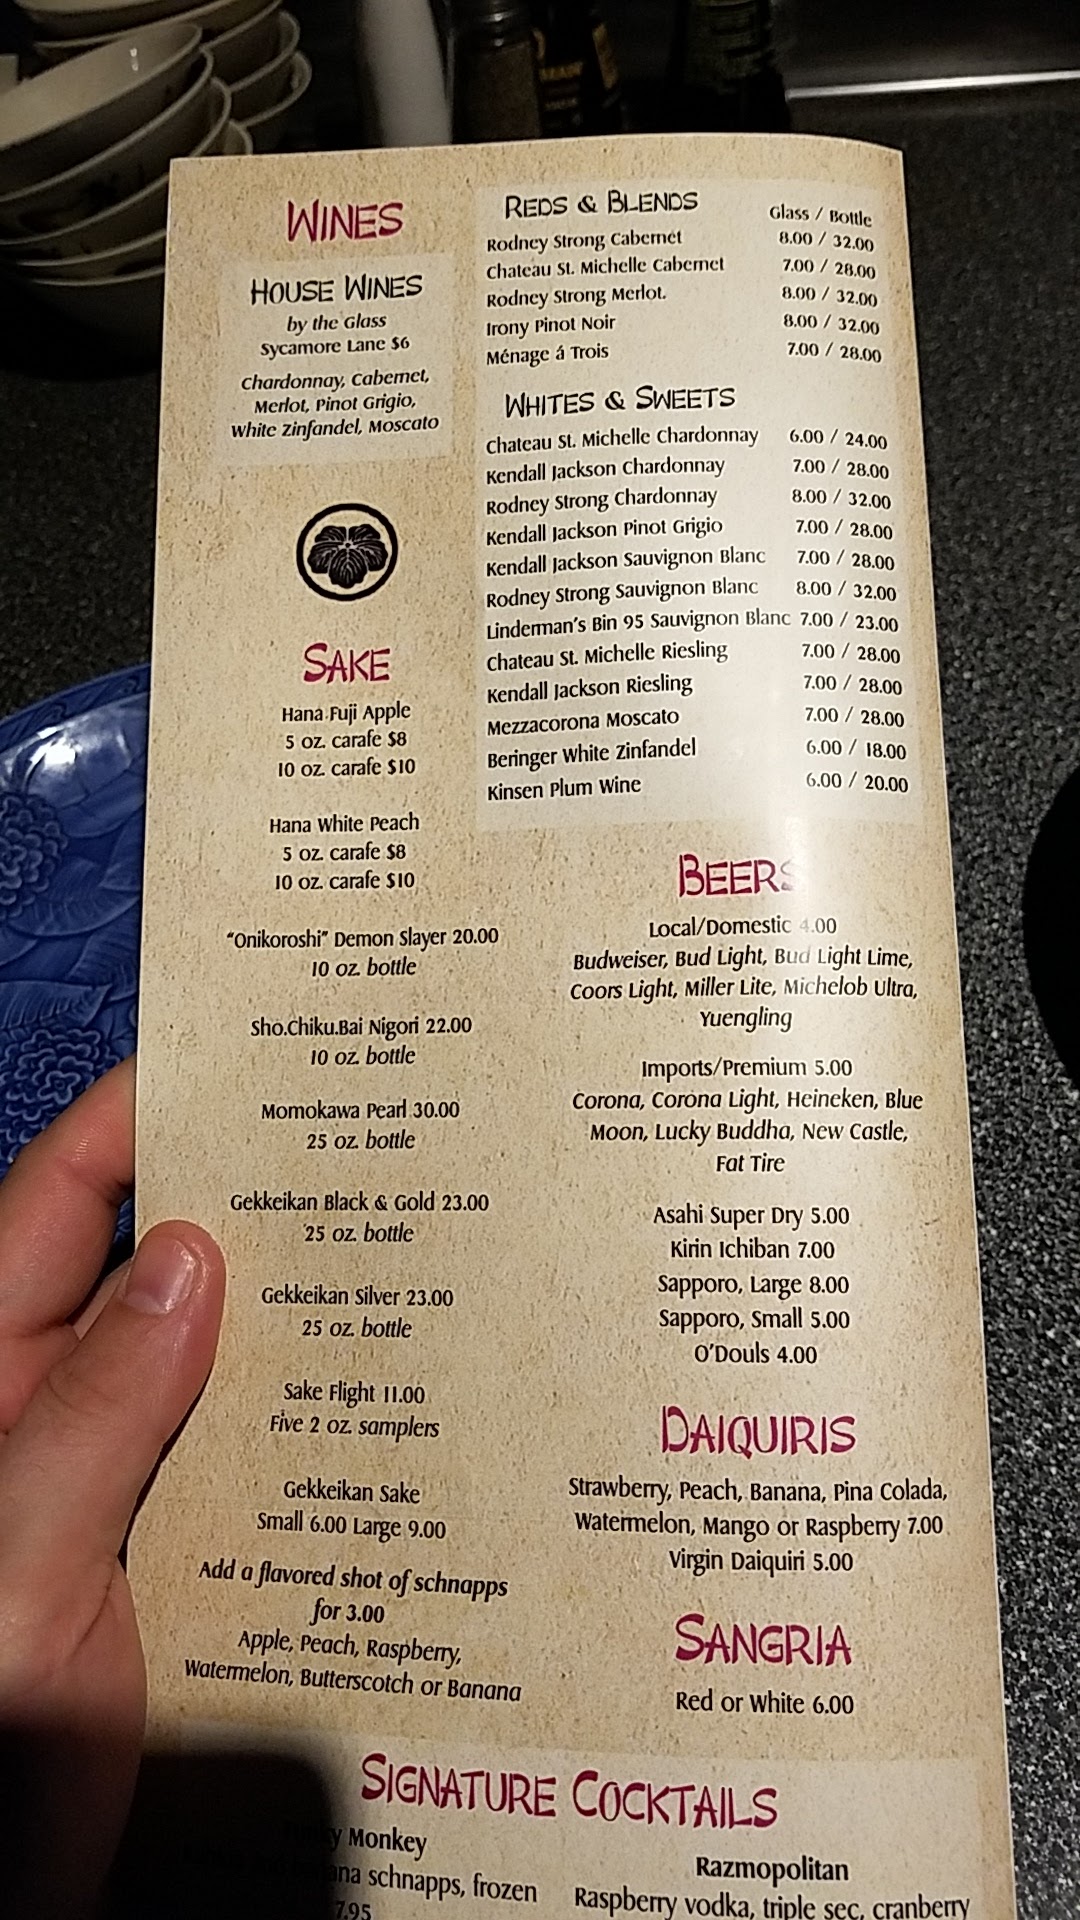 WINES
HOUSE WINES
by the Glass
Sycamore Lane $6
Chardonnay, Cabernet,
Merlot, Pinot Grigio,
White Zinfandel, Moscato
SAKE
Hana Fuji Apple
5 oz. carafe $8
10 oz. carafe $10
Hana White Peach
5 oz. carafe $8
10 oz. carafe $10
"Onikoroshi" Demon Slayer 20.00
10 oz. bottle
Sho.Chiku.Bai Nigori 22.00
10 oz. bottle
Momokawa Pearl 30.00
25 oz. bottle
Gekkeikan Black & Gold 23.00
25 oz. bottle
Gekkeikan Silver 23.00
25 oz. bottle
Sake Flight 11.00
Five 2 oz. samplers
Gekkeikan Sake
Small 6.00 Large 9.00
Add a flavored shot of schnapps
for 3.00
Apple, Peach, Raspberry,
Watermelon, Butterscotch or Banana
REDS & BLENDS Glass / Bottle
Rodney Strong Cabernet 8.00 / 32.00
Chateau St. Michelle Cabernet 7.00 / 28.00
Rodney Strong Merlot. 8.00 / 32.00
Irony Pinot Noir 8.00 / 32.00
Ménage á Trois 7.00 / 28.00
WHITES & SWEETS
Chateau St. Michelle Chardonnay 6.00 / 24.00
Kendall Jackson Chardonnay 7.00 / 28.00
Rodney Strong Chardonnay 8.00 / 32.00
Kendall Jackson Pinot Grigio 7.00 / 28.00
Kendall Jackson Sauvignon Blanc 7.00 / 28.00
Rodney Strong Sauvignon Blanc 8.00 / 32.00
Linderman's Bin 95 Sauvignon Blanc 7.00 / 23.00
Chateau St. Michelle Riesling 7.00 / 28.00
Kendall Jackson Riesling 7.00 / 28.00
Mezzacorona Moscato 7.00 / 28.00
Beringer White Zinfandel 6.00 / 18.00
Kinsen Plum Wine 6.00 / 20.00
BEERS
Local/Domestic 4.00
Budweiser, Bud Light, Bud Light Lime,
Coors Light, Miller Lite, Michelob Ultra,
Yuengling
Imports/Premium 5.00
Corona, Corona Light, Heineken, Blue
Moon, Lucky Buddha, New Castle,
Fat Tire
Asahi Super Dry 5.00
Kirin Ichiban 7.00
Sapporo, Large 8.00
Sapporo, Small 5.00
O'Douls 4.00
DAIQUIRIS
Strawberry, Peach, Banana, Pina Colada,
Watermelon, Mango or Raspberry 7.00
Virgin Daiquiri 5.00
SANGRIA
Red or White 6.00
SIGNATURE COCKTAILS
Monkey
schnapps, frozen
7.95
Razmopolitan
Raspberry vodka, triple sec, cranberry